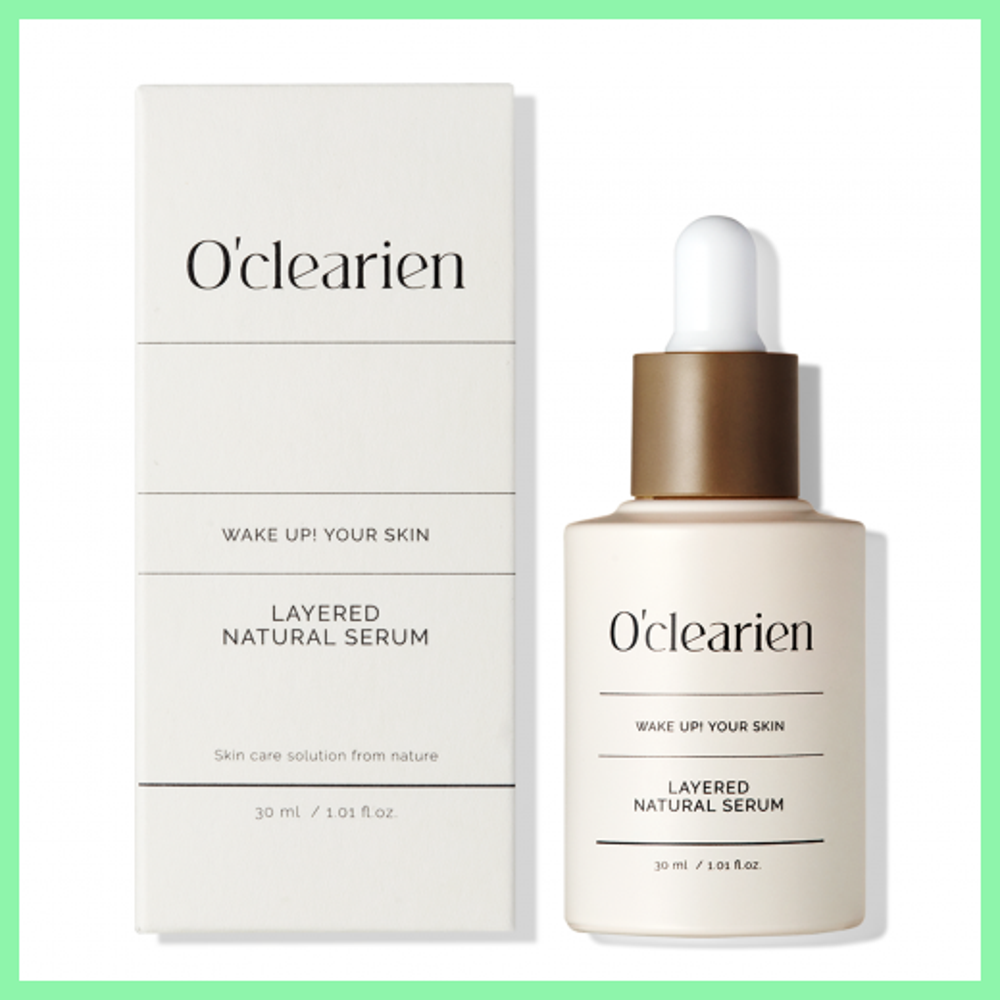 O'clearien
WAKE UP! YOUR SKIN
LAYERED
NATURAL SERUM
Skin care solution from nature
30 ml / 1.01 fl.oz.
O'clearien
WAKE UP! YOUR SKIN
LAYERED
NATURAL SERUM
30 ml / 1.01 fl.oz.